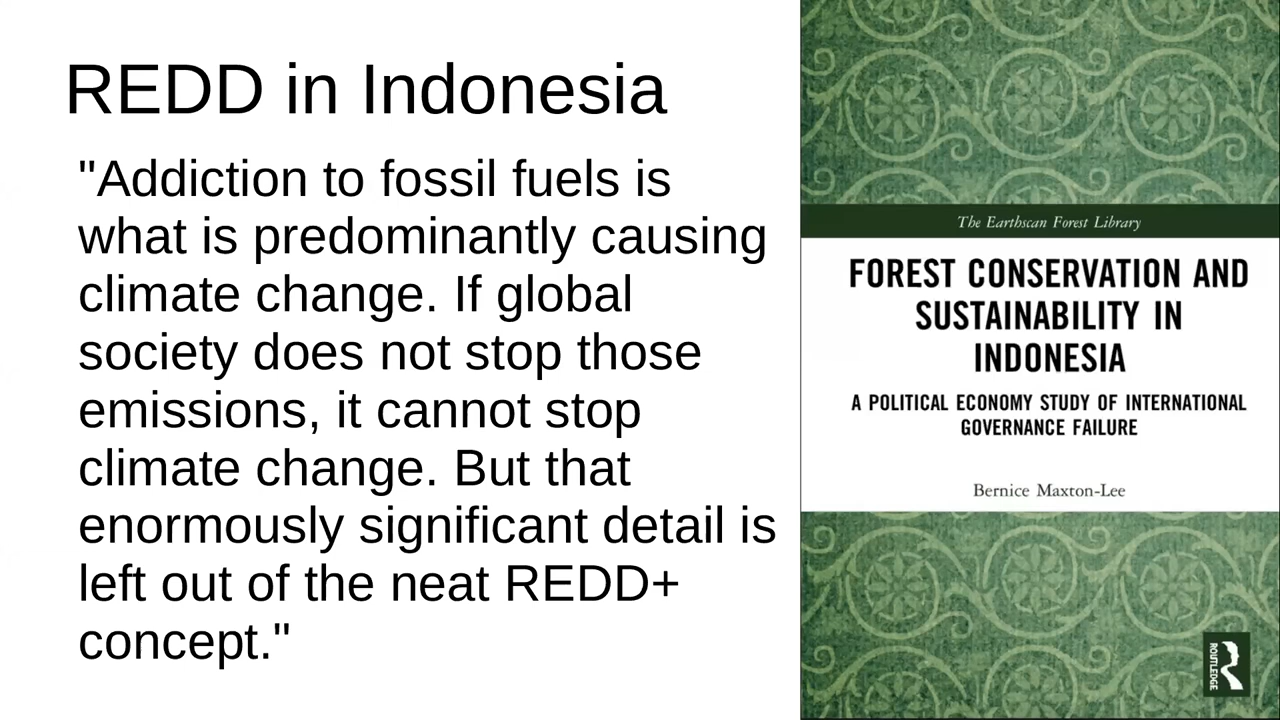 REDD in Indonesia
"Addiction to fossil fuels is
what is predominantly causing
climate change. If global
society does not stop those
emissions, it cannot stop
climate change. But that
enormously significant detail is
left out of the neat REDD+
concept."
The Earthscan Forest Library
FOREST CONSERVATION AND
SUSTAINABILITY IN
INDONESIA
A POLITICAL ECONOMY STUDY OF INTERNATIONAL
GOVERNANCE FAILURE
Bernice Maxton-Lee
ROUTLEDGE